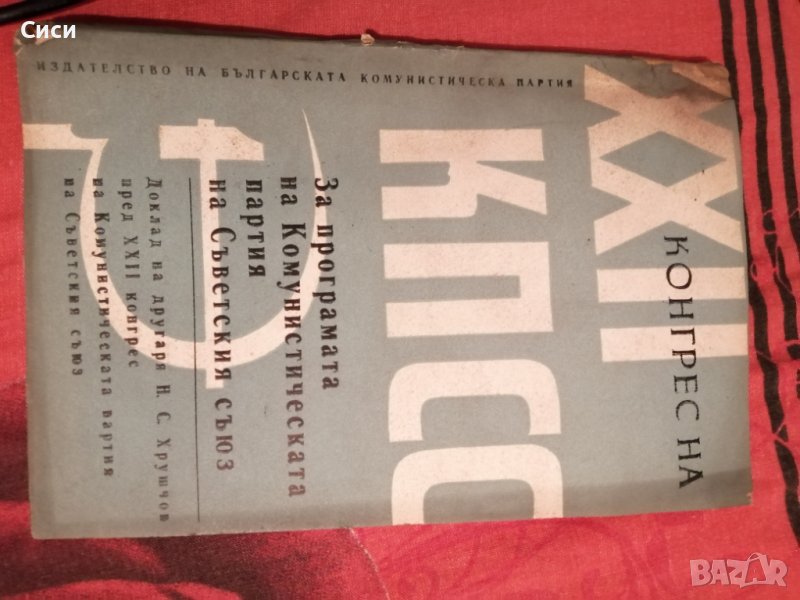 Сиси
XXII
КОНГРЕС НА
КПСС
За програмата
на Комунистическата
партия
на Съветския съюз
Доклад на другаря Н. С. Хрушчов
пред XXII конгрес
на Комунистическата партия
на Съветския съюз
ИЗДАТЕЛСТВО НА БЪЛГАРСКАТА КОМУНИСТИЧЕСКА ПАРТИЯ
BAZAR